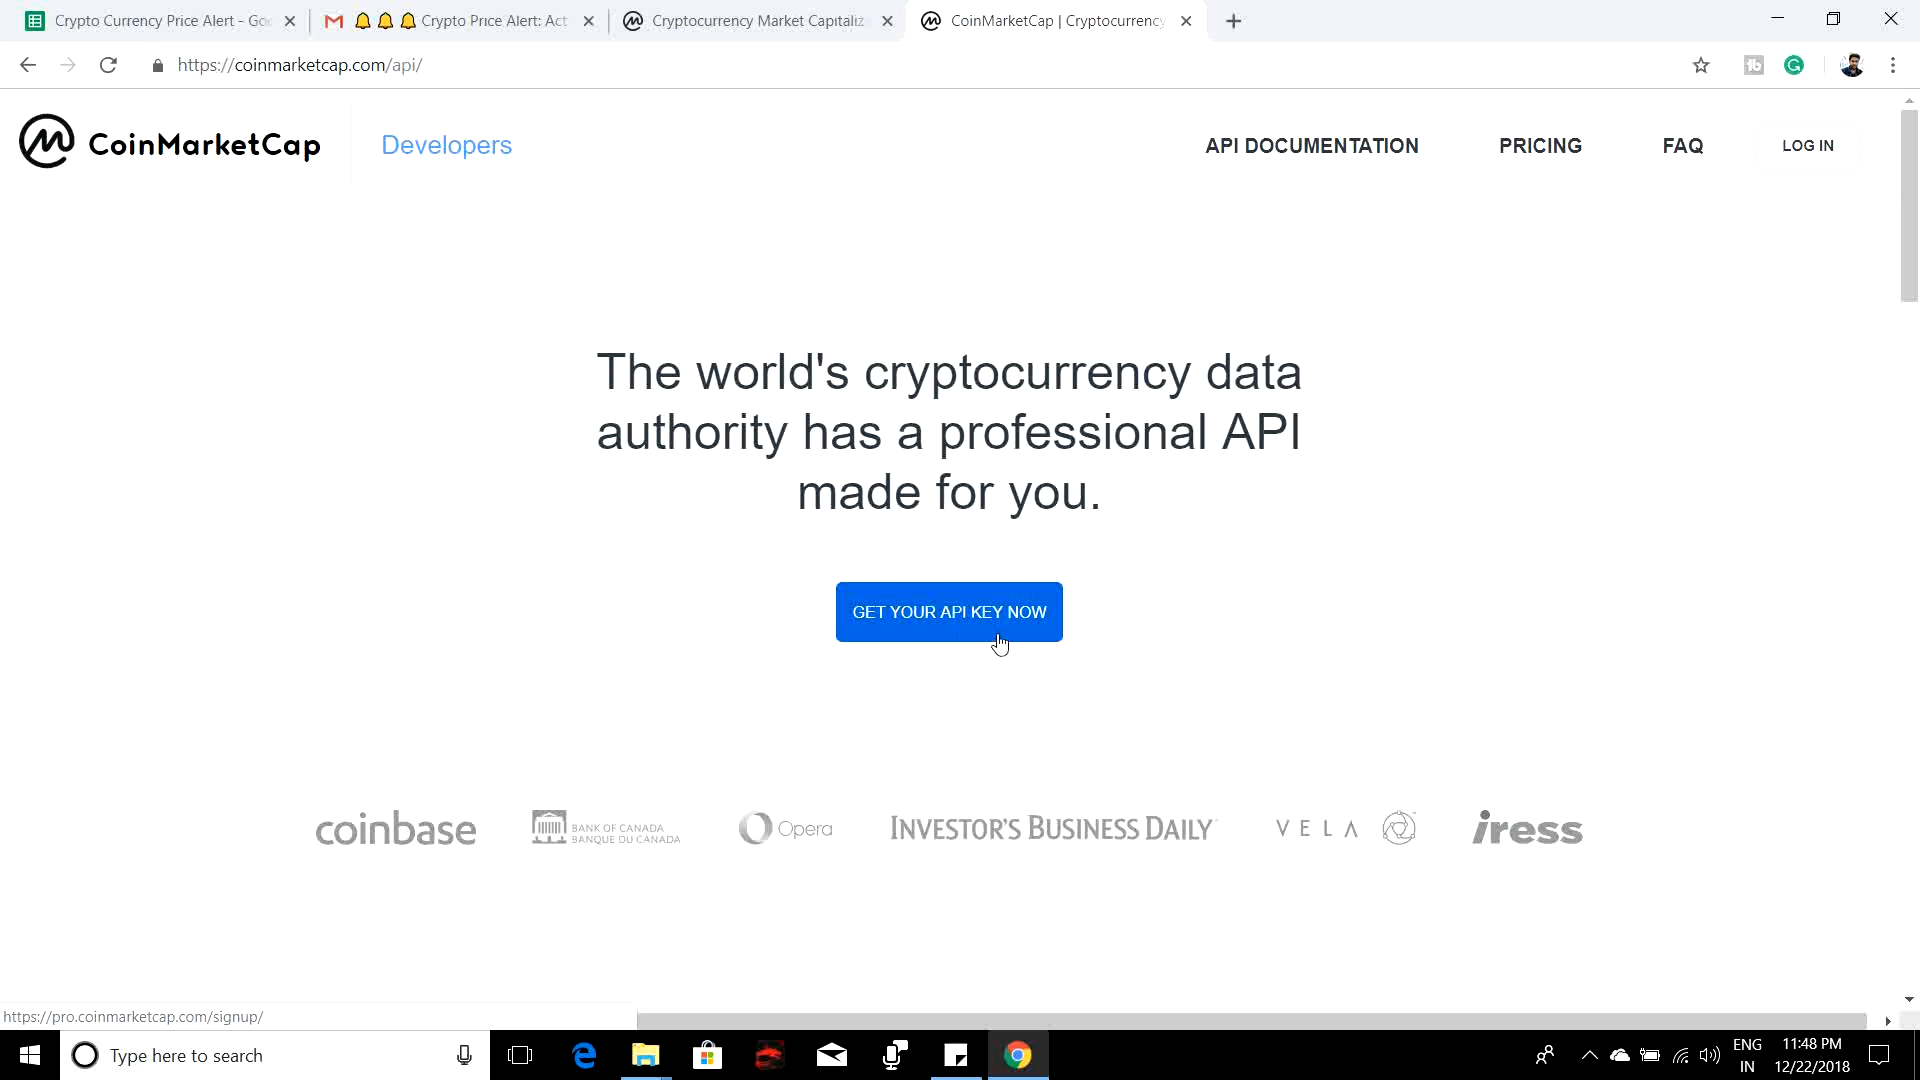 Crypto Currency Price Alert - Goo
Crypto Price Alert: Act
Cryptocurrency Market Capitaliz
CoinMarketCap | Cryptocurrency
https://coinmarketcap.com/api/
CoinMarketCap
Developers
API DOCUMENTATION
PRICING
FAQ
LOG IN
The world's cryptocurrency data
authority has a professional API
made for you.
GET YOUR API KEY NOW
coinbase
BANK OF CANADA
BANQUE DU CANADA
Opera
INVESTOR'S BUSINESS DAILY
VELA
iress
https://pro.coinmarketcap.com/signup/
Type here to search
ENG
IN
11:48 PM
12/22/2018